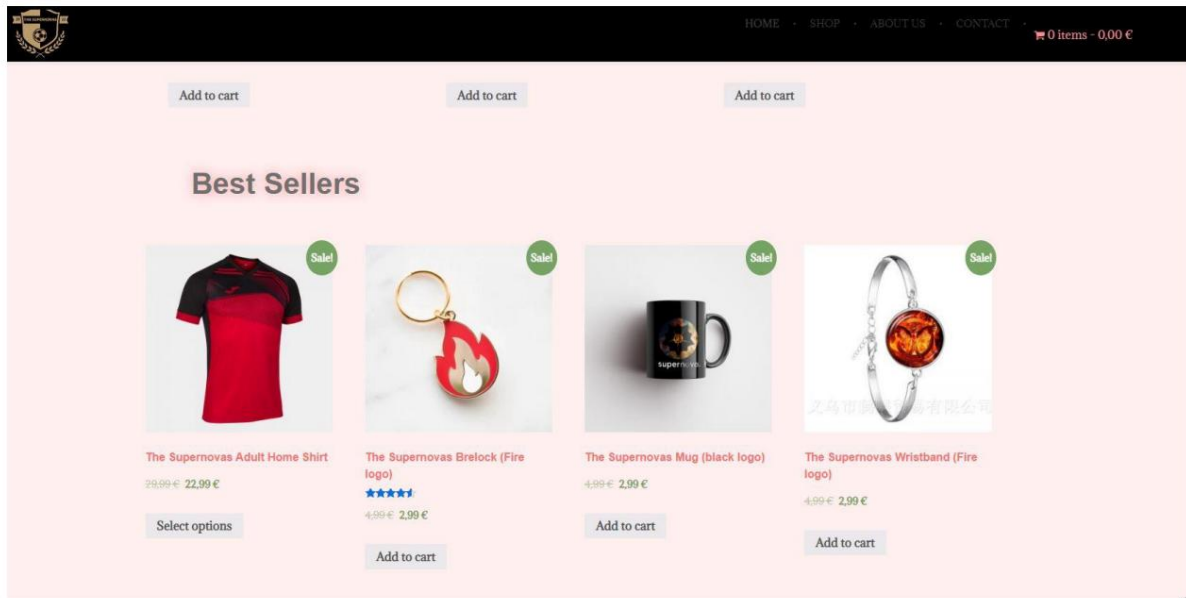 THE SUPERNOVAS
HOME · SHOP · ABOUT US · CONTACT ·
0 items - 0,00 €
Add to cart Add to cart Add to cart
Best Sellers
Sale! Sale! Sale! Sale!
The Supernovas Adult Home Shirt
29,99 € 22,99 €
Select options
The Supernovas Brelock (Fire
logo)
4,99 € 2,99 €
Add to cart
supernova
The Supernovas Mug (black logo)
4,99 € 2,99 €
Add to cart
The Supernovas Wristband (Fire
logo)
4,99 € 2,99 €
Add to cart